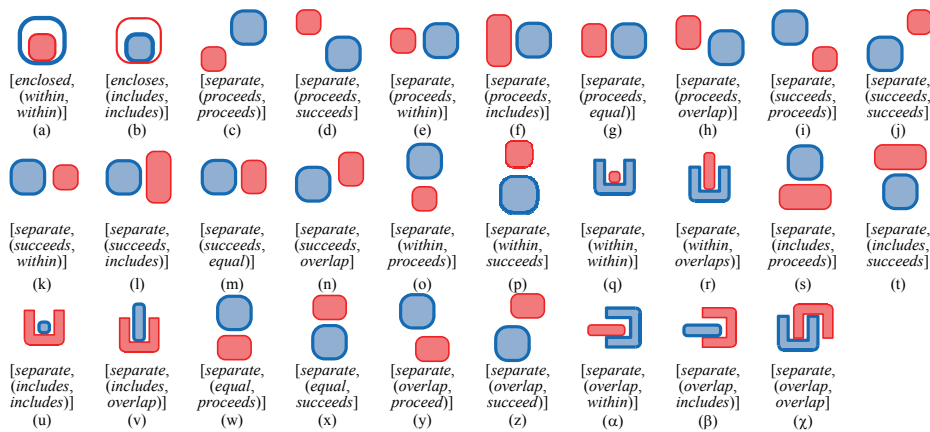 [enclosed, [encloses, [separate, [separate, [separate, [separate, [separate, [separate, [separate, [separate,
(within, (includes, (proceeds, (proceeds, (proceeds, (proceeds, (proceeds, (proceeds, (succeeds, (succeeds,
within)] includes)] proceeds)] succeeds] within)] includes)] equal)] overlap)] proceeds)] succeeds]
(a) (b) (c) (d) (e) (f) (g) (h) (i) (j)
[separate, [separate, [separate, [separate, [separate, [separate, [separate, [separate, [separate, [separate,
(succeeds, (succeeds, (succeeds, (succeeds, (within, (within, (within, (within, (includes, (includes,
within)] includes)] equal)] overlap] proceeds)] succeeds] within)] overlaps)] proceeds)] succeeds]
(k) (l) (m) (n) (o) (p) (q) (r) (s) (t)
[separate, [separate, [separate, [separate, [separate, [separate, [separate, [separate, [separate,
(includes, (includes, (equal, (equal, (overlap, (overlap, (overlap, (overlap, (overlap,
includes)] overlap)] proceeds)] succeeds] proceed)] succeed)] within)] includes)] overlap)]
(u) (v) (w) (x) (y) (z) (α) (β) (χ)